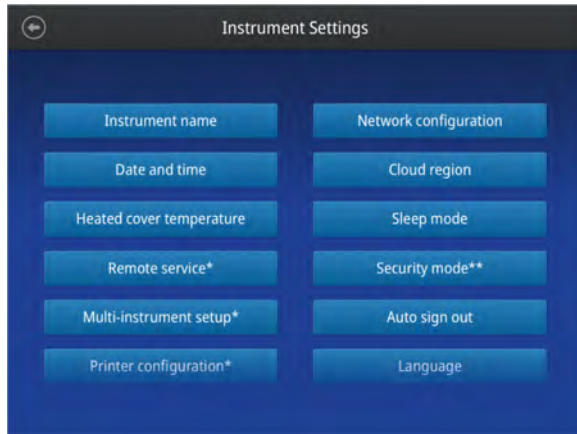 Instrument Settings
Instrument name
Network configuration
Date and time
Cloud region
Heated cover temperature
Sleep mode
Remote service*
Security mode**
Multi-instrument setup*
Auto sign out
Printer configuration*
Language